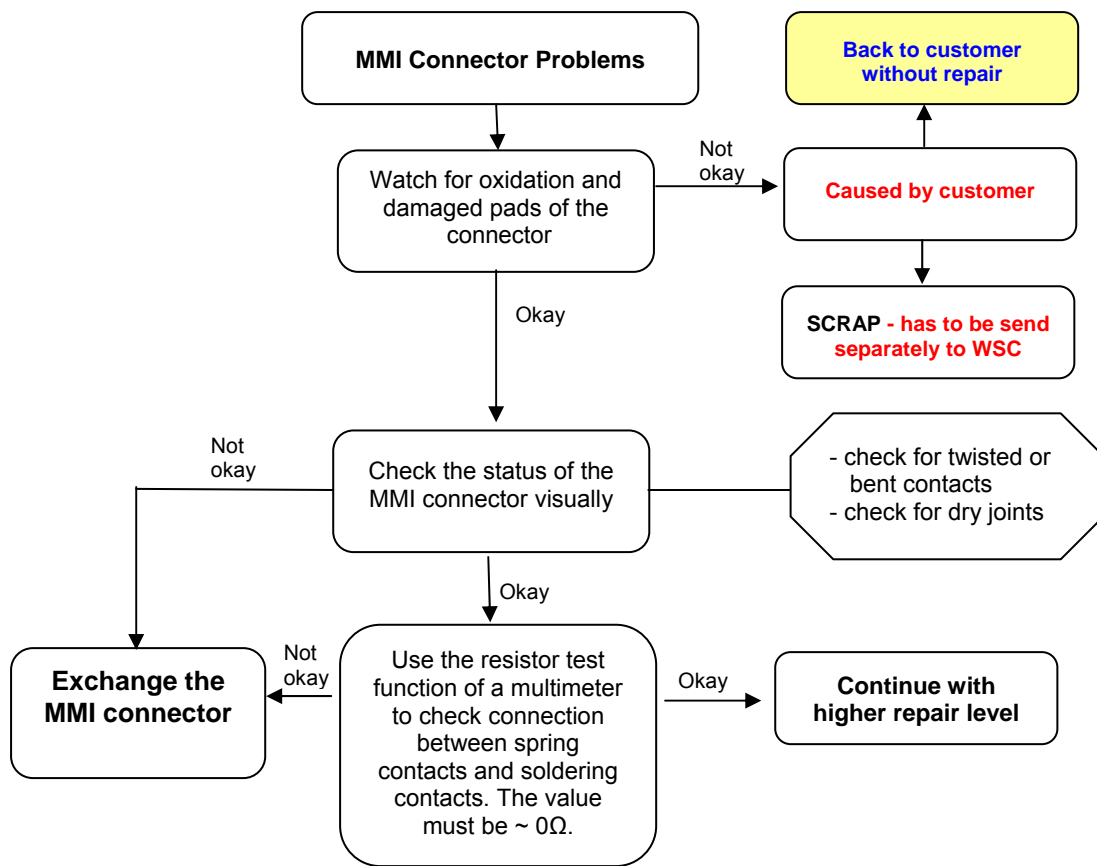 MMI Connector Problems
Back to customer
without repair
Watch for oxidation and
damaged pads of the
connector
Not
okay
Caused by customer
Okay
SCRAP - has to be send
separately to WSC
Not
okay
Check the status of the
MMI connector visually
- check for twisted or
bent contacts
- check for dry joints
Okay
Exchange the
MMI connector
Not
okay
Use the resistor test
function of a multimeter
to check connection
between spring
contacts and soldering
contacts. The value
must be ~ 0Ω.
Okay
Continue with
higher repair level